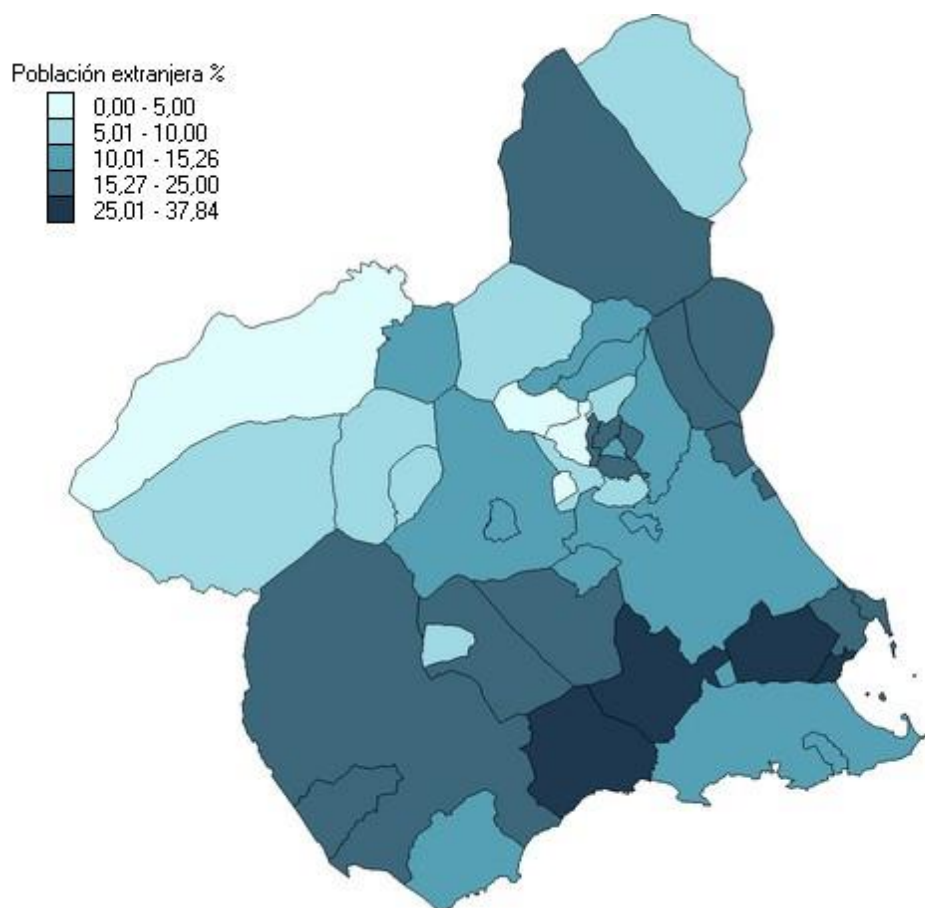 Población extranjera %
0,00 - 5,00
5,01 - 10,00
10,01 - 15,26
15,27 - 25,00
25,01 - 37,84